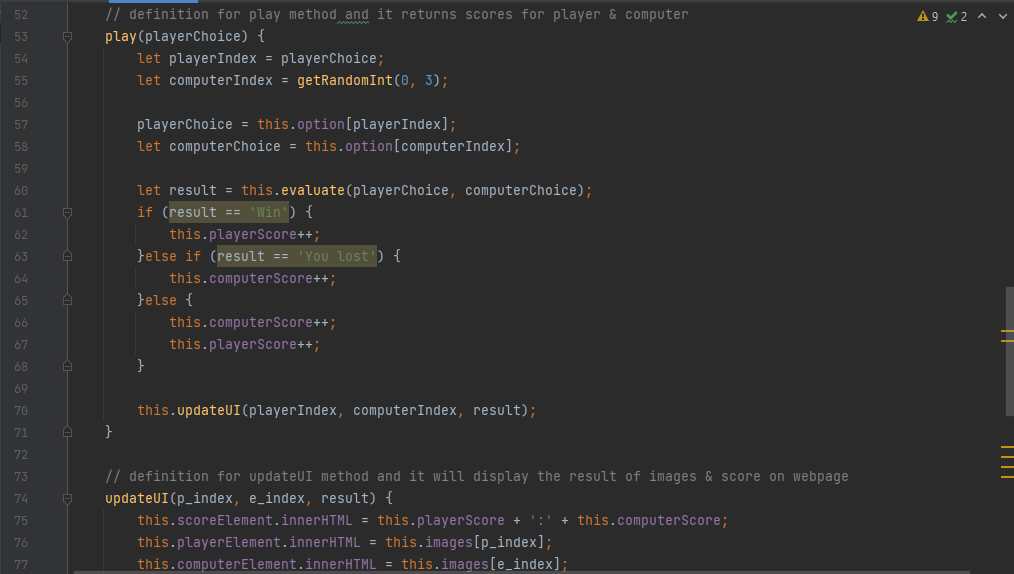 52 // definition for play method and it returns scores for player & computer
9 2
53 play(playerChoice) {
54 let playerIndex = playerChoice;
55 let computerIndex = getRandomInt(0, 3);
56
57 playerChoice = this.option[playerIndex];
58 let computerChoice = this.option[computerIndex];
59
60 let result = this.evaluate(playerChoice, computerChoice);
61 if (result == 'Win') {
62 this.playerScore++;
63 }else if (result == 'You lost') {
64 this.computerScore++;
65 }else {
66 this.computerScore++;
67 this.playerScore++;
68 }
69
70 this.updateUI(playerIndex, computerIndex, result);
71 }
72
73 // definition for updateUI method and it will display the result of images & score on webpage
74 updateUI(p_index, e_index, result) {
75 this.scoreElement.innerHTML = this.playerScore + ':' + this.computerScore;
76 this.playerElement.innerHTML = this.images[p_index];
77 this.computerElement.innerHTML = this.images[e_index];